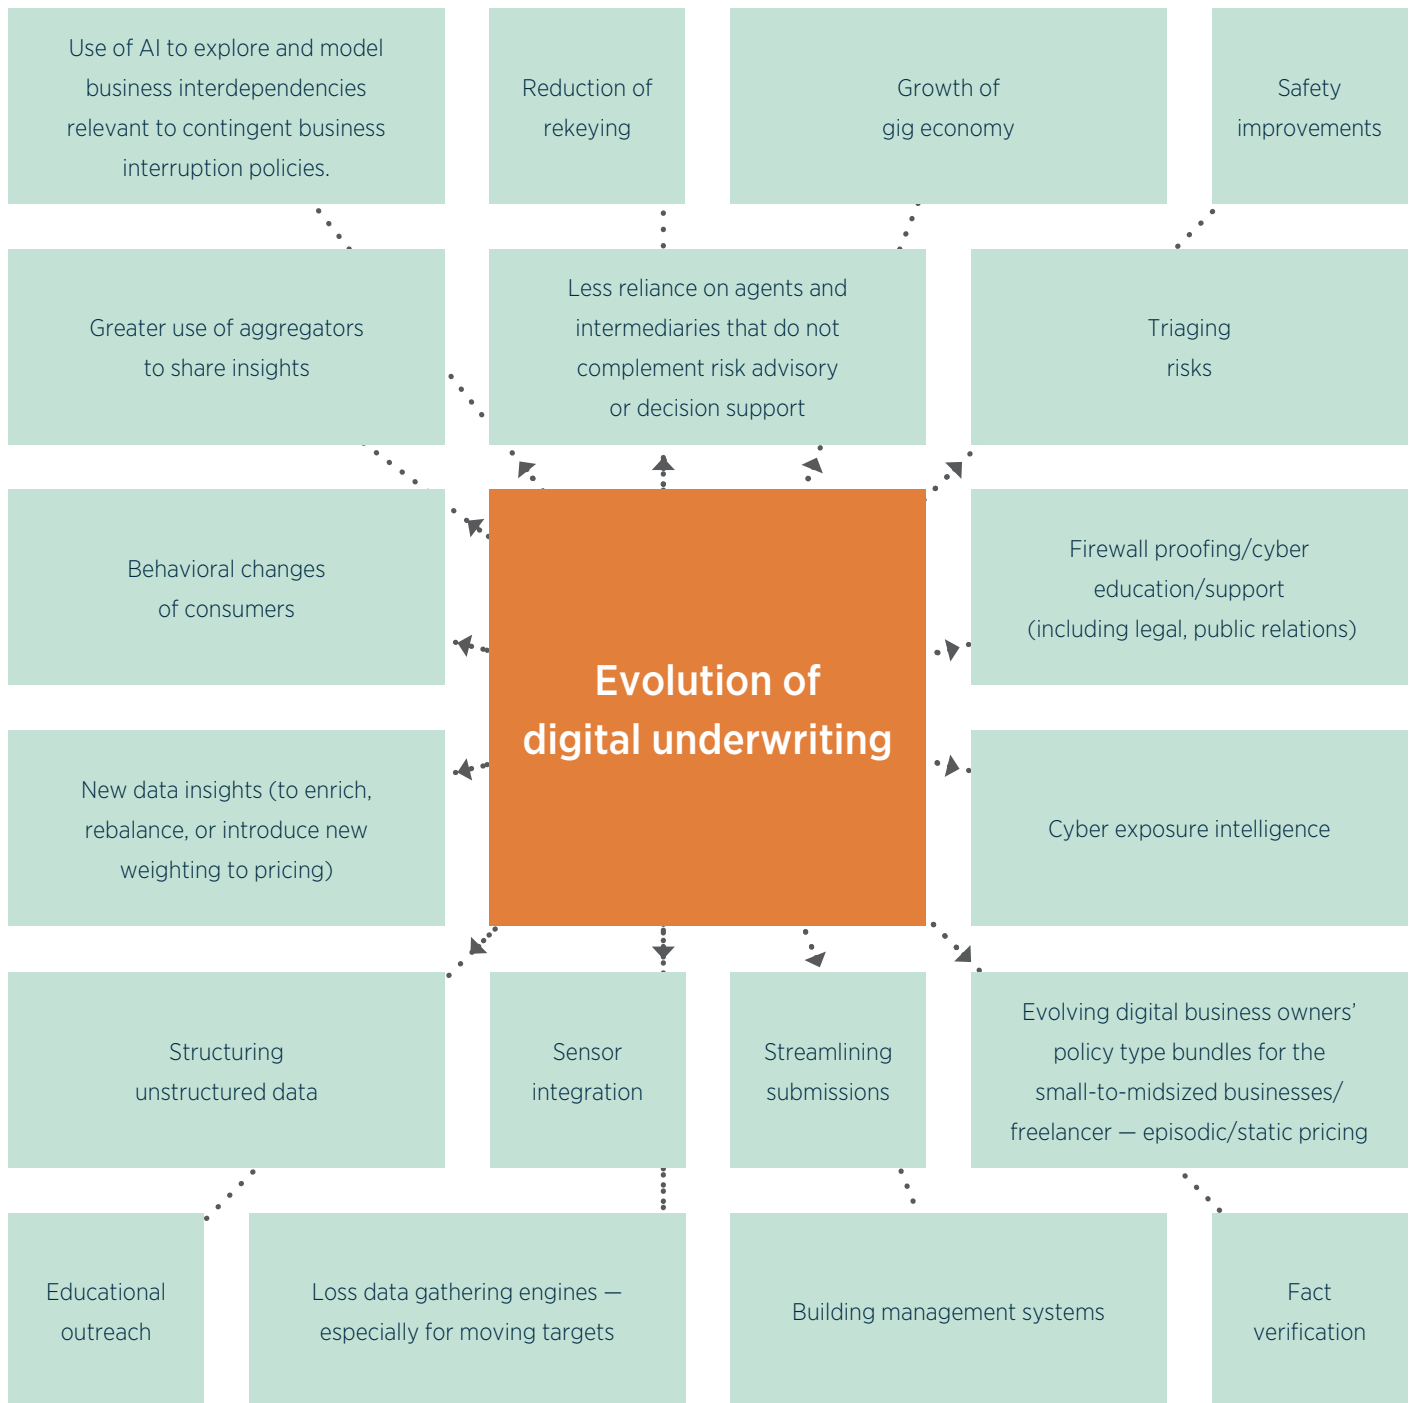 Use of AI to explore and model
business interdependencies
relevant to contingent business
interruption policies.
Reduction of
rekeying
Growth of
gig economy
Safety
improvements
Greater use of aggregators
to share insights
Less reliance on agents and
intermediaries that do not
complement risk advisory
or decision support
Triaging
risks
Behavioral changes
of consumers
Evolution of
digital underwriting
Firewall proofing/cyber
education/support
(including legal, public relations)
New data insights (to enrich,
rebalance, or introduce new
weighting to pricing)
Cyber exposure intelligence
Structuring
unstructured data
Sensor
integration
Streamlining
submissions
Evolving digital business owners’
policy type bundles for the
small-to-midsized businesses/
freelancer — episodic/static pricing
Educational
outreach
Loss data gathering engines —
especially for moving targets
Building management systems
Fact
verification